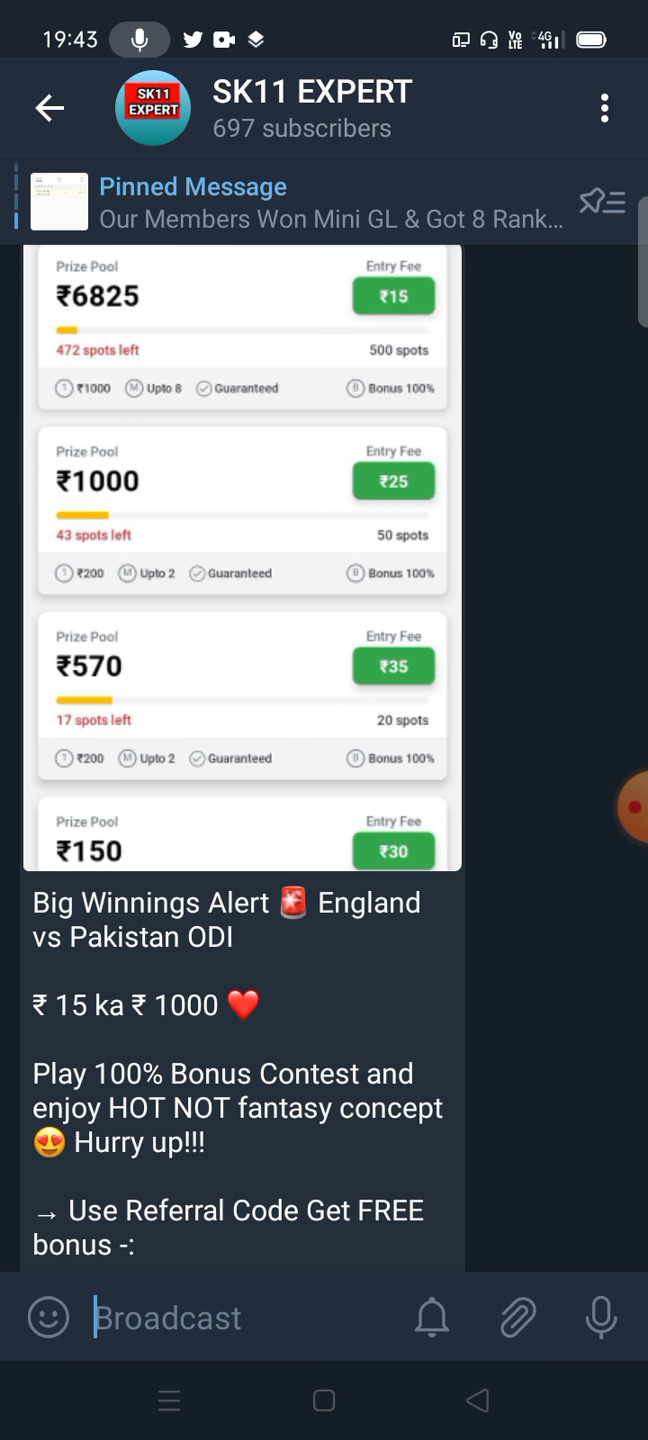 19:43
Vo LTE
4G
SK11 EXPERT
SK11 EXPERT
697 subscribers
Pinned Message
Our Members Won Mini GL & Got 8 Rank...
Prize Pool
Entry Fee
₹6825
₹15
472 spots left
500 spots
1 ₹1000 M Upto 8 Guaranteed B Bonus 100%
Prize Pool
Entry Fee
₹1000
₹25
43 spots left
50 spots
1 ₹200 M Upto 2 Guaranteed B Bonus 100%
Prize Pool
Entry Fee
₹570
₹35
17 spots left
20 spots
1 ₹200 M Upto 2 Guaranteed B Bonus 100%
Prize Pool
Entry Fee
₹150
₹30
Big Winnings Alert 🚨 England
vs Pakistan ODI
₹ 15 ka ₹ 1000 ❤️
Play 100% Bonus Contest and
enjoy HOT NOT fantasy concept
😍 Hurry up!!!
→ Use Referral Code Get FREE
bonus -:
Broadcast